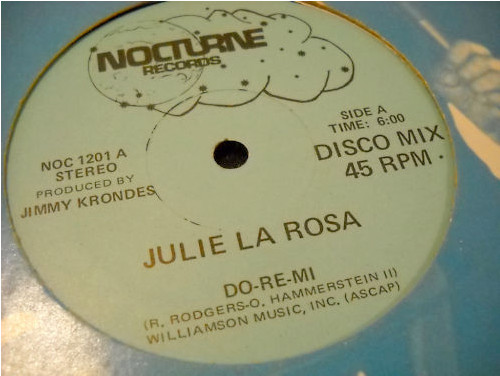 NOCTURNE
RECORDS
NOC 1201 A
STEREO
PRODUCED BY
JIMMY KRONDES
SIDE A
TIME: 6:00
DISCO MIX
45 RPM.
JULIE LA ROSA
DO-RE-MI
(R. RODGERS-O. HAMMERSTEIN II)
WILLIAMSON MUSIC, INC. (ASCAP)